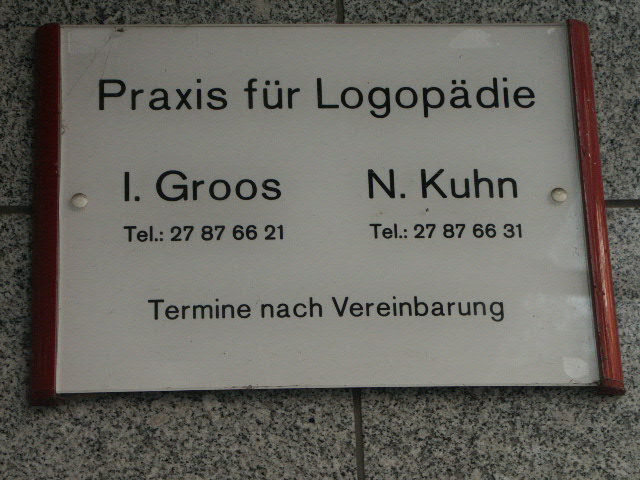 Praxis für Logopädie
I. Groos N. Kuhn
Tel.: 27 87 66 21 Tel.: 27 87 66 31
Termine nach Vereinbarung